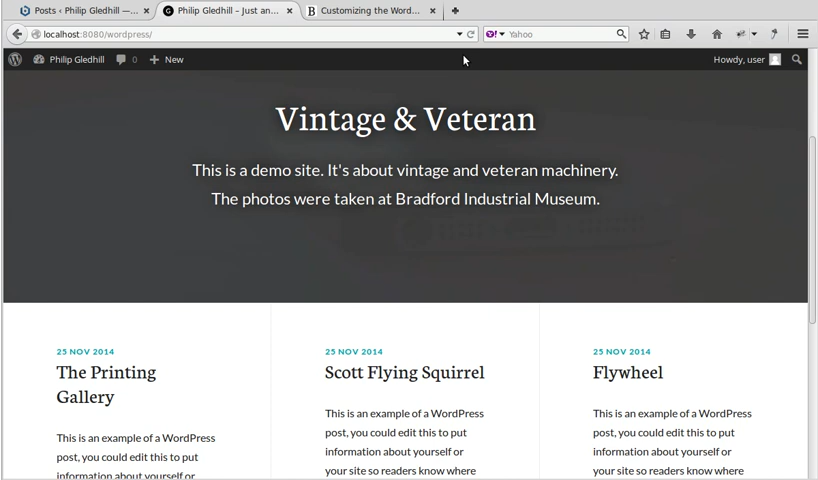 Posts ‹ Philip Gledhill —...
Philip Gledhill – Just an...
Customizing the Word...
localhost:8080/wordpress/
Yahoo
Philip Gledhill
0
New
Howdy, user
Vintage & Veteran
This is a demo site. It's about vintage and veteran machinery.
The photos were taken at Bradford Industrial Museum.
25 NOV 2014
The Printing
Gallery
This is an example of a WordPress
post, you could edit this to put
information about yourself or
25 NOV 2014
Scott Flying Squirrel
This is an example of a WordPress
post, you could edit this to put
information about yourself or
your site so readers know where
25 NOV 2014
Flywheel
This is an example of a WordPress
post, you could edit this to put
information about yourself or
your site so readers know where